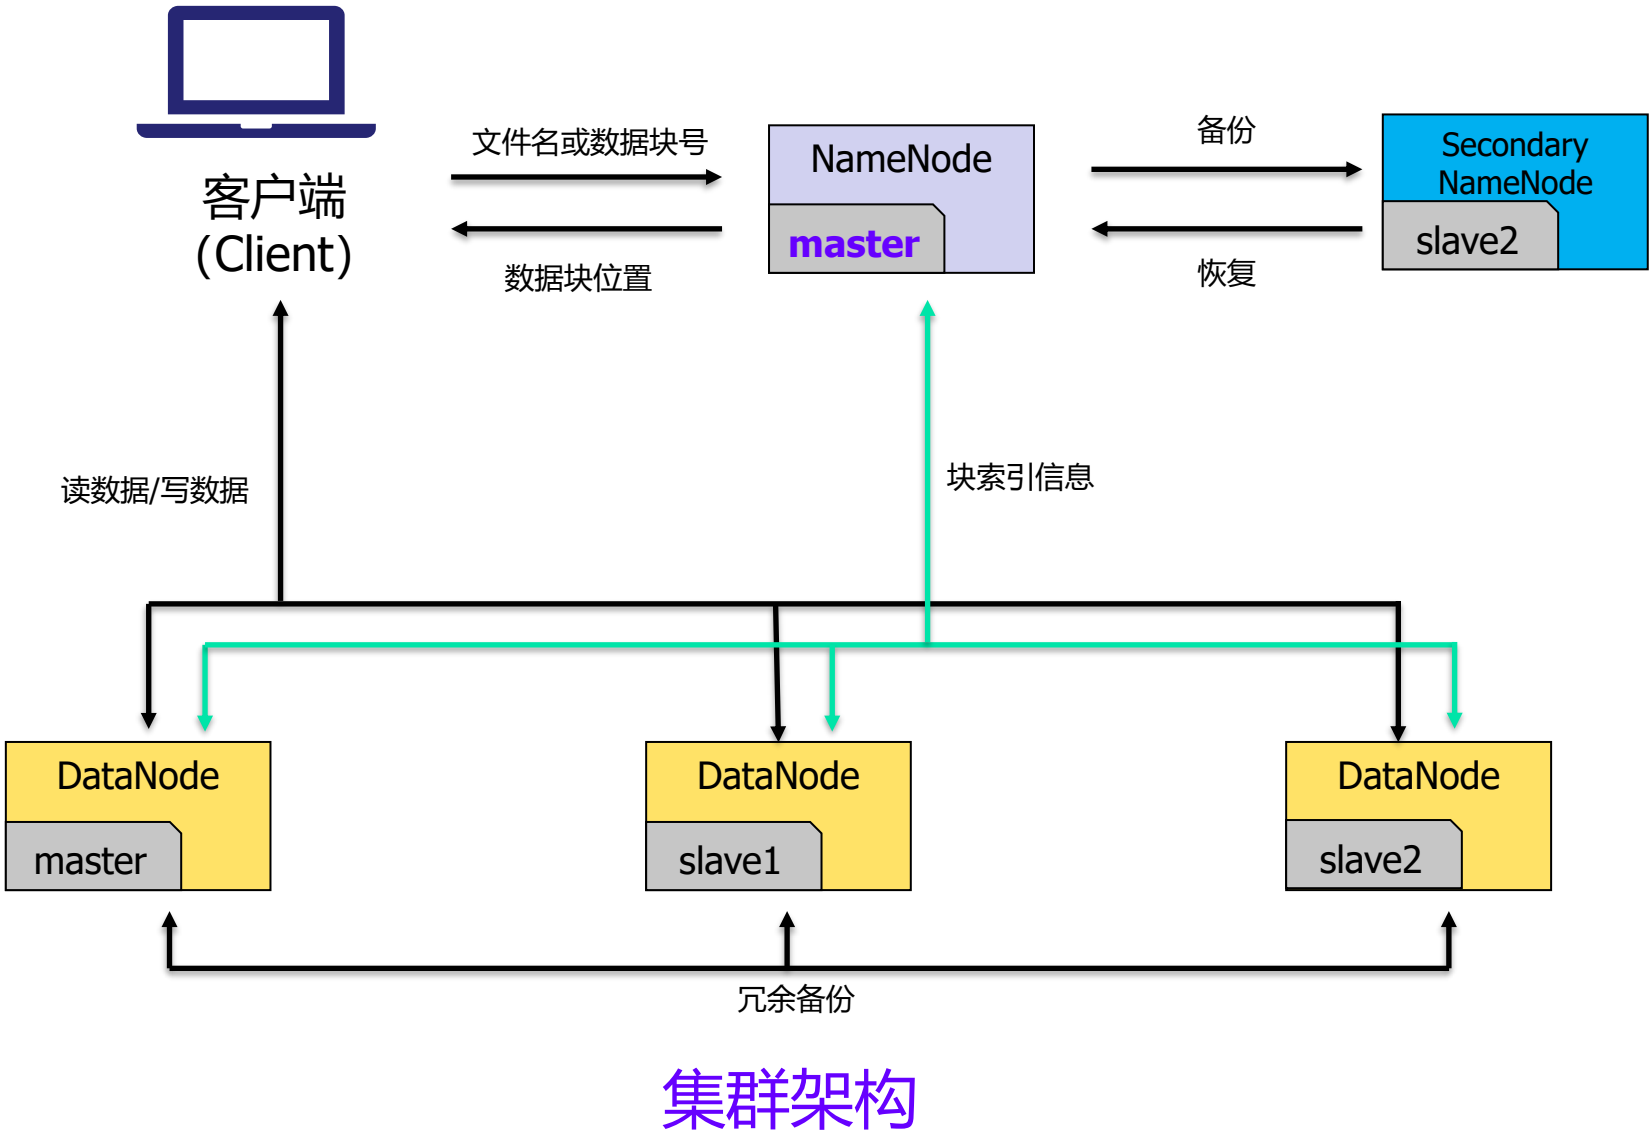 客户端
(Client)
文件名或数据块号
数据块位置
NameNode
master
备份
恢复
Secondary
NameNode
slave2
读数据/写数据
块索引信息
DataNode
master
DataNode
slave1
DataNode
slave2
冗余备份
集群架构